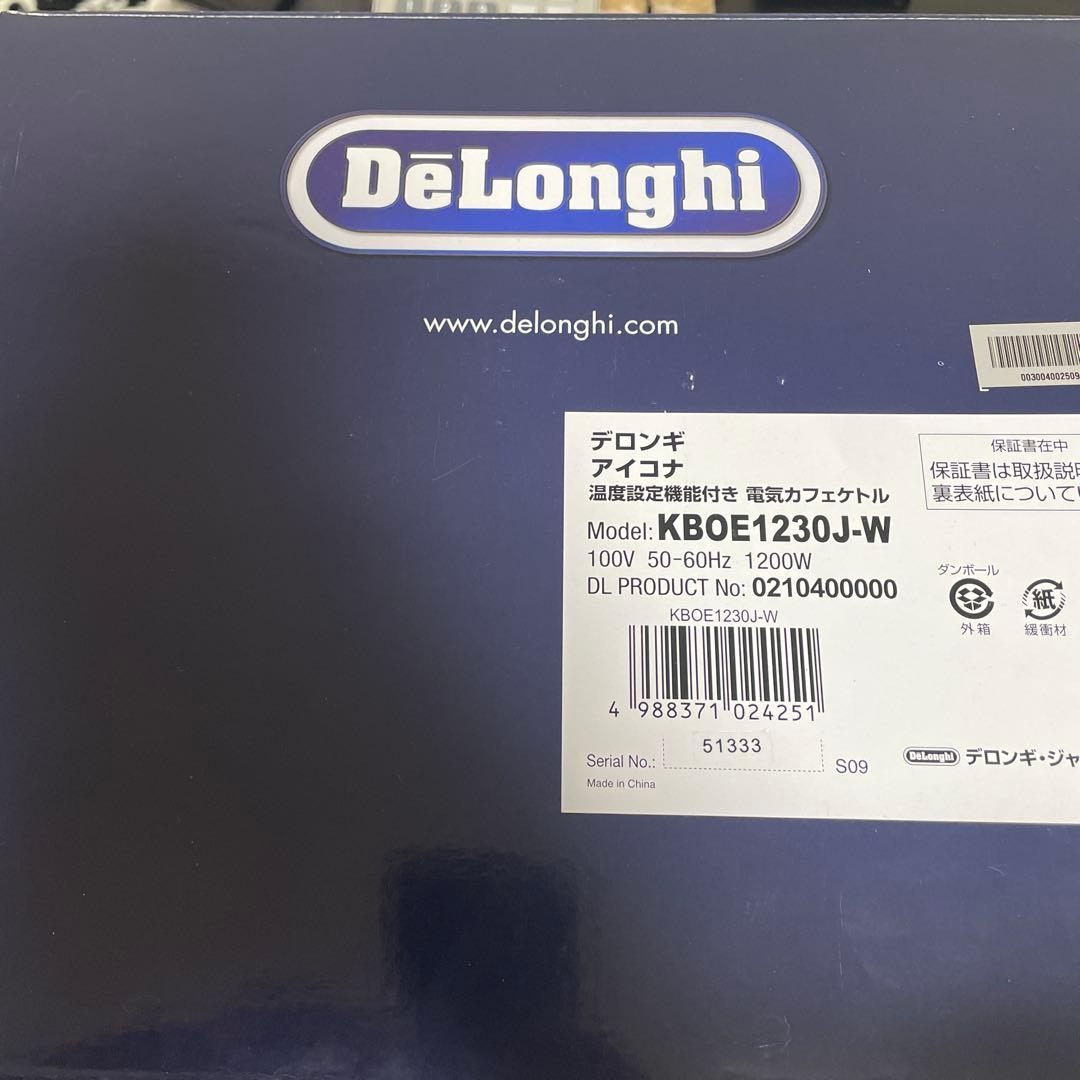 DēLonghi
www.delonghi.com
003004002509
デロンギ
アイコナ
温度設定機能付き 電気カフェケトル
Model: KBOE1230J-W
100V 50-60Hz 1200W
DL PRODUCT No: 0210400000
KBOE1230J-W
4 988371 024251
51333
Serial No.:
S09
Made in China
保証書在中
保証書は取扱説
裏表紙について
ダンボール
外箱
紙
緩衝材
DeLonghi デロンギ・ジャ